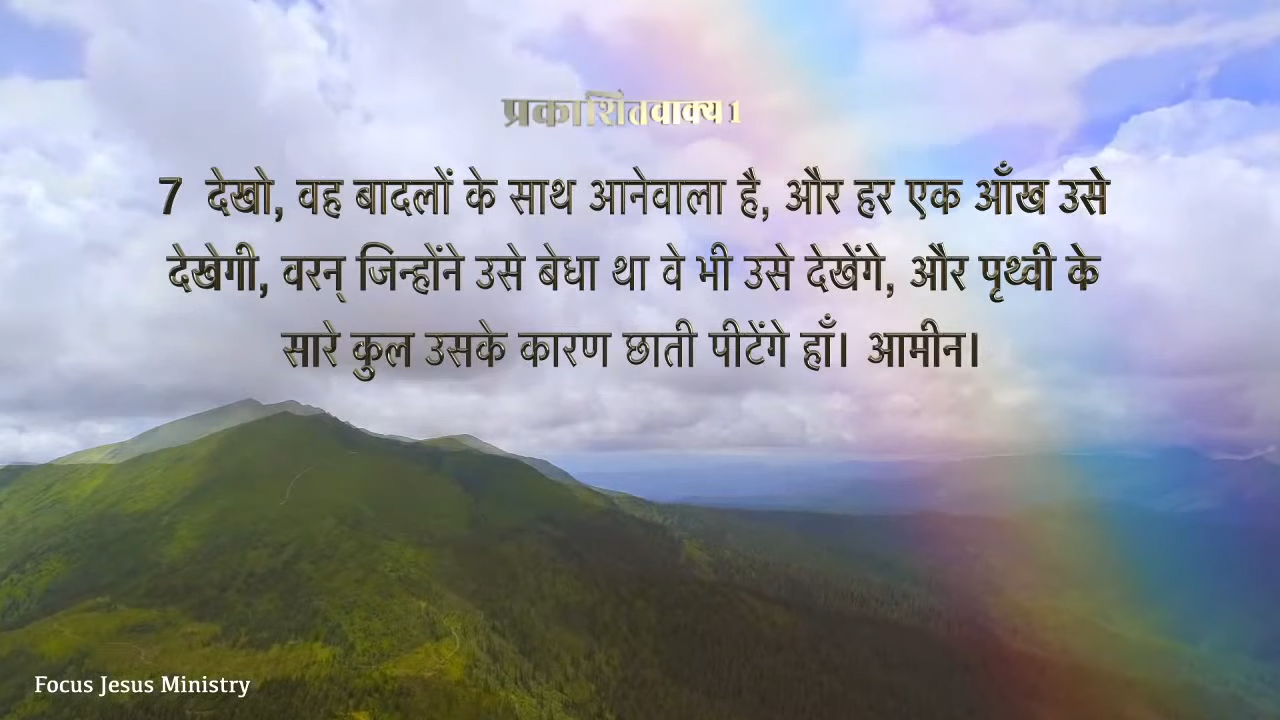 प्रकाशितवाक्य 1
7 देखो, वह बादलों के साथ आनेवाला है, और हर एक आँख उसे
देखेगी, वरन् जिन्होंने उसे बेधा था वे भी उसे देखेंगे, और पृथ्वी के
सारे कुल उसके कारण छाती पीटेंगे हाँ। आमीन।
Focus Jesus Ministry